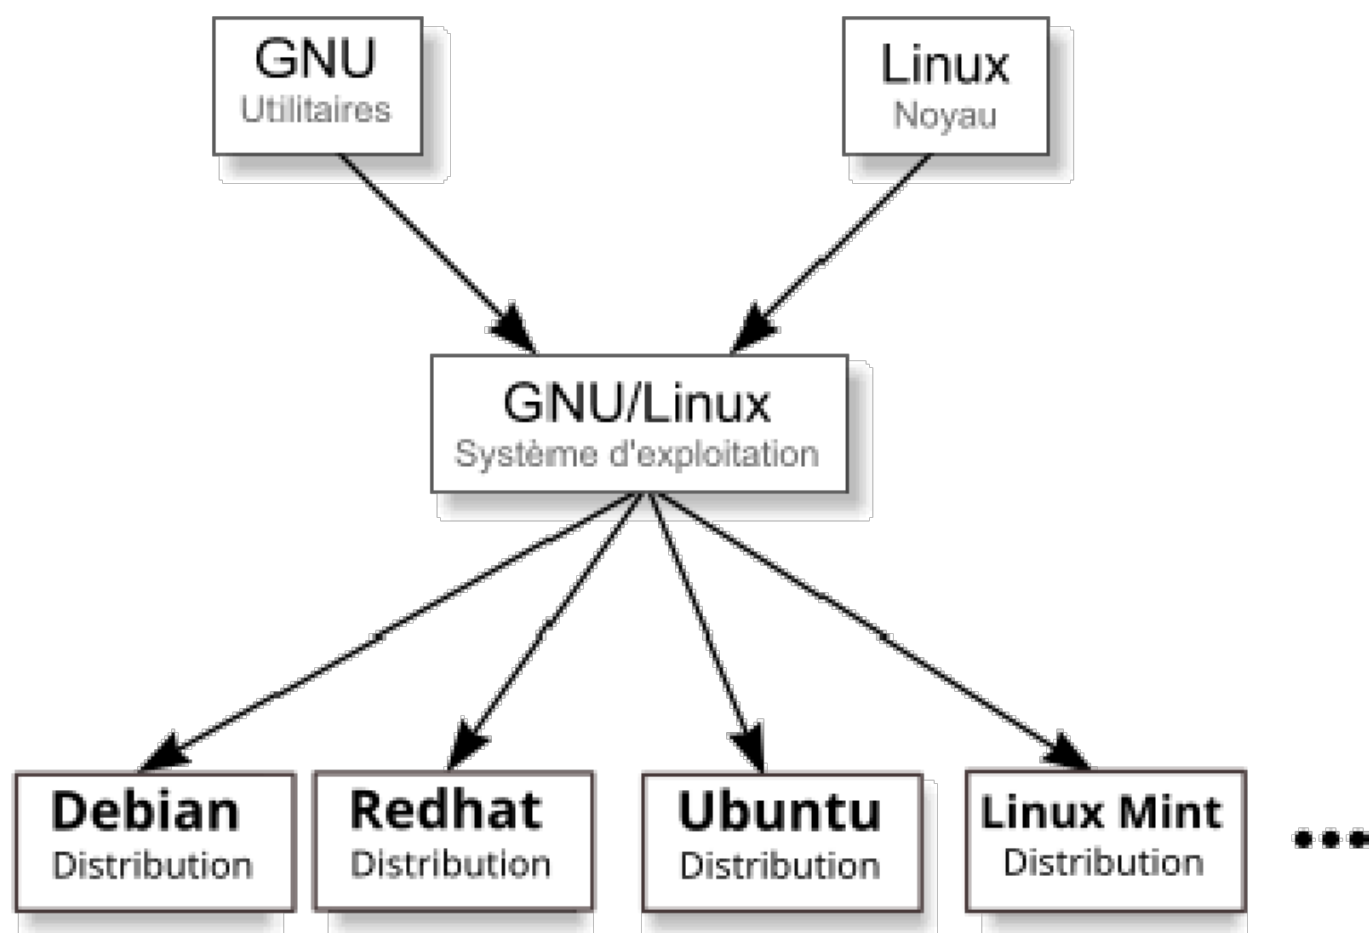 GNU
Utilitaires
Linux
Noyau
GNU/Linux
Système d'exploitation
Debian
Distribution
Redhat
Distribution
Ubuntu
Distribution
Linux Mint
Distribution
...